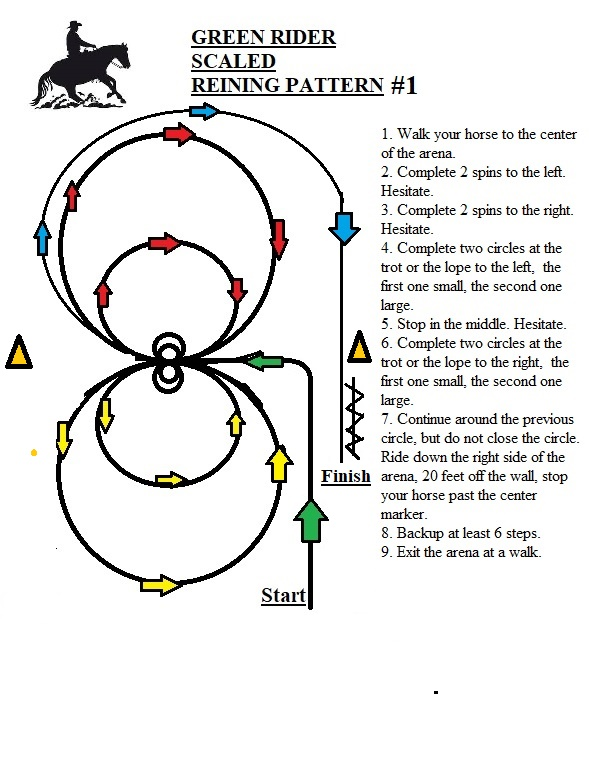 GREEN RIDER
SCALED
REINING PATTERN #1
1. Walk your horse to the center
of the arena.
2. Complete 2 spins to the left.
Hesitate.
3. Complete 2 spins to the right.
Hesitate.
4. Complete two circles at the
trot or the lope to the left,  the
first one small, the second one
large.
5. Stop in the middle. Hesitate.
6. Complete two circles at the
trot or the lope to the right,  the
first one small, the second one
large.
7. Continue around the previous
circle, but do not close the circle.
Ride down the right side of the
arena, 20 feet off the wall, stop
your horse past the center
marker.
8. Backup at least 6 steps.
9. Exit the arena at a walk.
Finish
Start